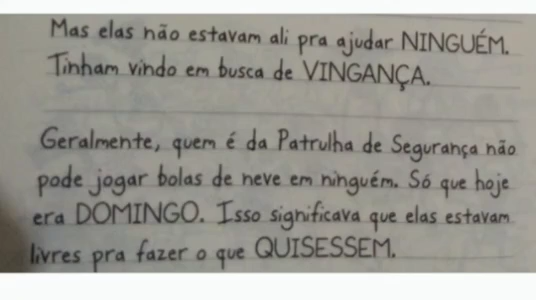 Mas elas não estavam ali pra ajudar NINGUÉM.
Tinham vindo em busca de VINGANÇA.
Geralmente, quem é da Patrulha de Segurança não
pode jogar bolas de neve em ninguém. Só que hoje
era DOMINGO. Isso significava que elas estavam
livres pra fazer o que QUISESSEM.